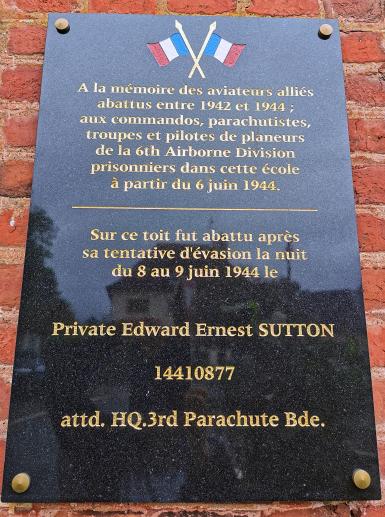 A la mémoire des aviateurs alliés
abattus entre 1942 et 1944 ;
aux commandos, parachutistes,
troupes et pilotes de planeurs
de la 6th Airborne Division
prisonniers dans cette école
à partir du 6 juin 1944.
Sur ce toit fut abattu après
sa tentative d'évasion la nuit
du 8 au 9 juin 1944 le
Private Edward Ernest SUTTON
14410877
attd. HQ.3rd Parachute Bde.